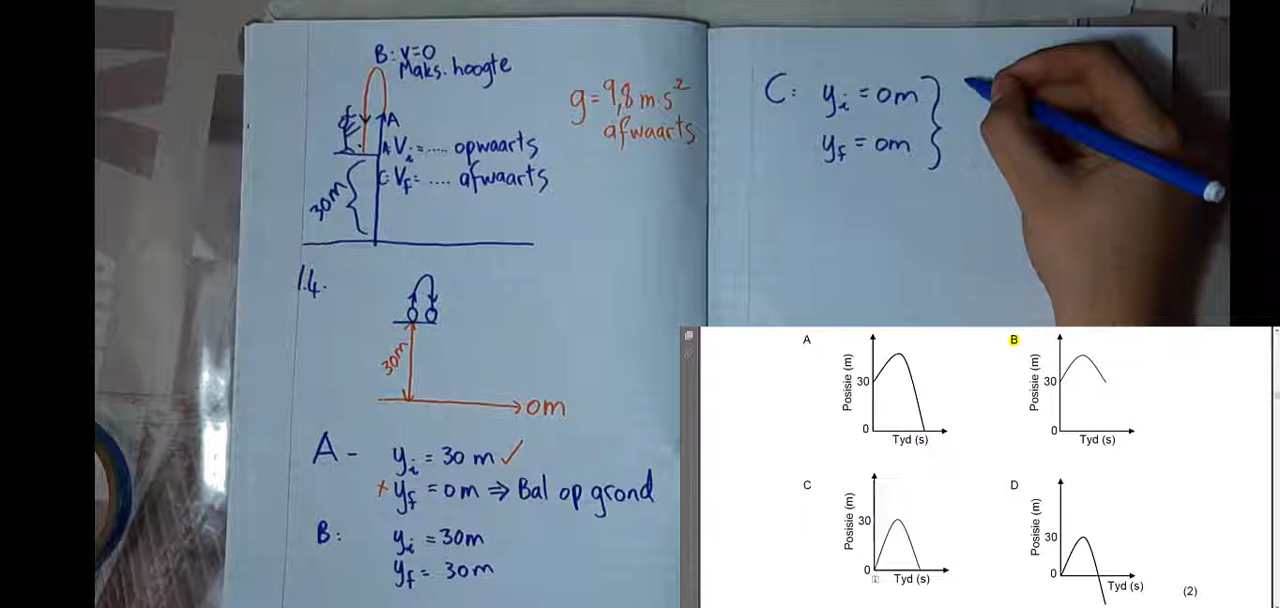 B: v=0
Maks. hoogte
g = 9,8 m·s²
afwaarts
A
A Vi = ..... opwaarts
C: Vf = .... afwaarts
30m
1.4.
30m
0m
A - yi = 30 m ✓
× yf = 0m ⇒ Bal op grond
B: yi = 30m
yf = 30m
C: yi = 0m
yf = 0m
A
Posisie (m)
30
0
Tyd (s)
B
Posisie (m)
30
0
Tyd (s)
C
Posisie (m)
30
0
Tyd (s)
D
Posisie (m)
30
0
Tyd (s)
(2)